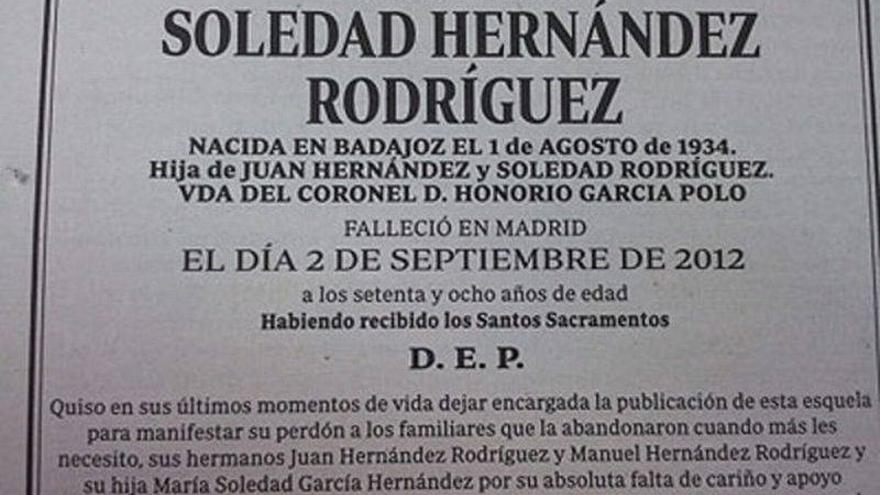 SOLEDAD HERNÁNDEZ
RODRÍGUEZ
NACIDA EN BADAJOZ EL 1 de AGOSTO de 1934.
Hija de JUAN HERNÁNDEZ y SOLEDAD RODRÍGUEZ.
VDA DEL CORONEL D. HONORIO GARCIA POLO
FALLECIÓ EN MADRID
EL DÍA 2 DE SEPTIEMBRE DE 2012
a los setenta y ocho años de edad
Habiendo recibido los Santos Sacramentos
D. E. P.
Quiso en sus últimos momentos de vida dejar encargada la publicación de esta esquela
para manifestar su perdón a los familiares que la abandonaron cuando más les
necesito, sus hermanos Juan Hernández Rodríguez y Manuel Hernández Rodríguez y
su hija María Soledad García Hernández por su absoluta falta de cariño y apoyo